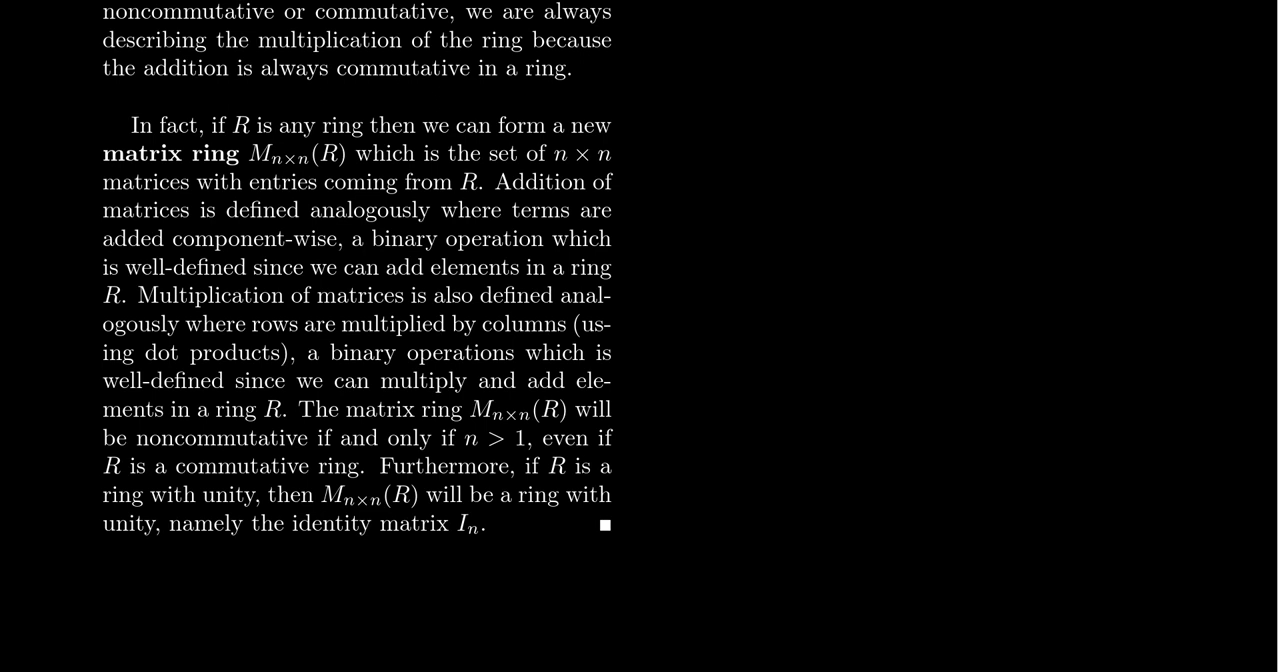 noncommutative or commutative, we are always
describing the multiplication of the ring because
the addition is always commutative in a ring.
In fact, if R is any ring then we can form a new
matrix ring Mₙ×ₙ(R) which is the set of n × n
matrices with entries coming from R. Addition of
matrices is defined analogously where terms are
added component-wise, a binary operation which
is well-defined since we can add elements in a ring
R. Multiplication of matrices is also defined anal-
ogously where rows are multiplied by columns (us-
ing dot products), a binary operations which is
well-defined since we can multiply and add ele-
ments in a ring R. The matrix ring Mₙ×ₙ(R) will
be noncommutative if and only if n > 1, even if
R is a commutative ring. Furthermore, if R is a
ring with unity, then Mₙ×ₙ(R) will be a ring with
unity, namely the identity matrix Iₙ. ■